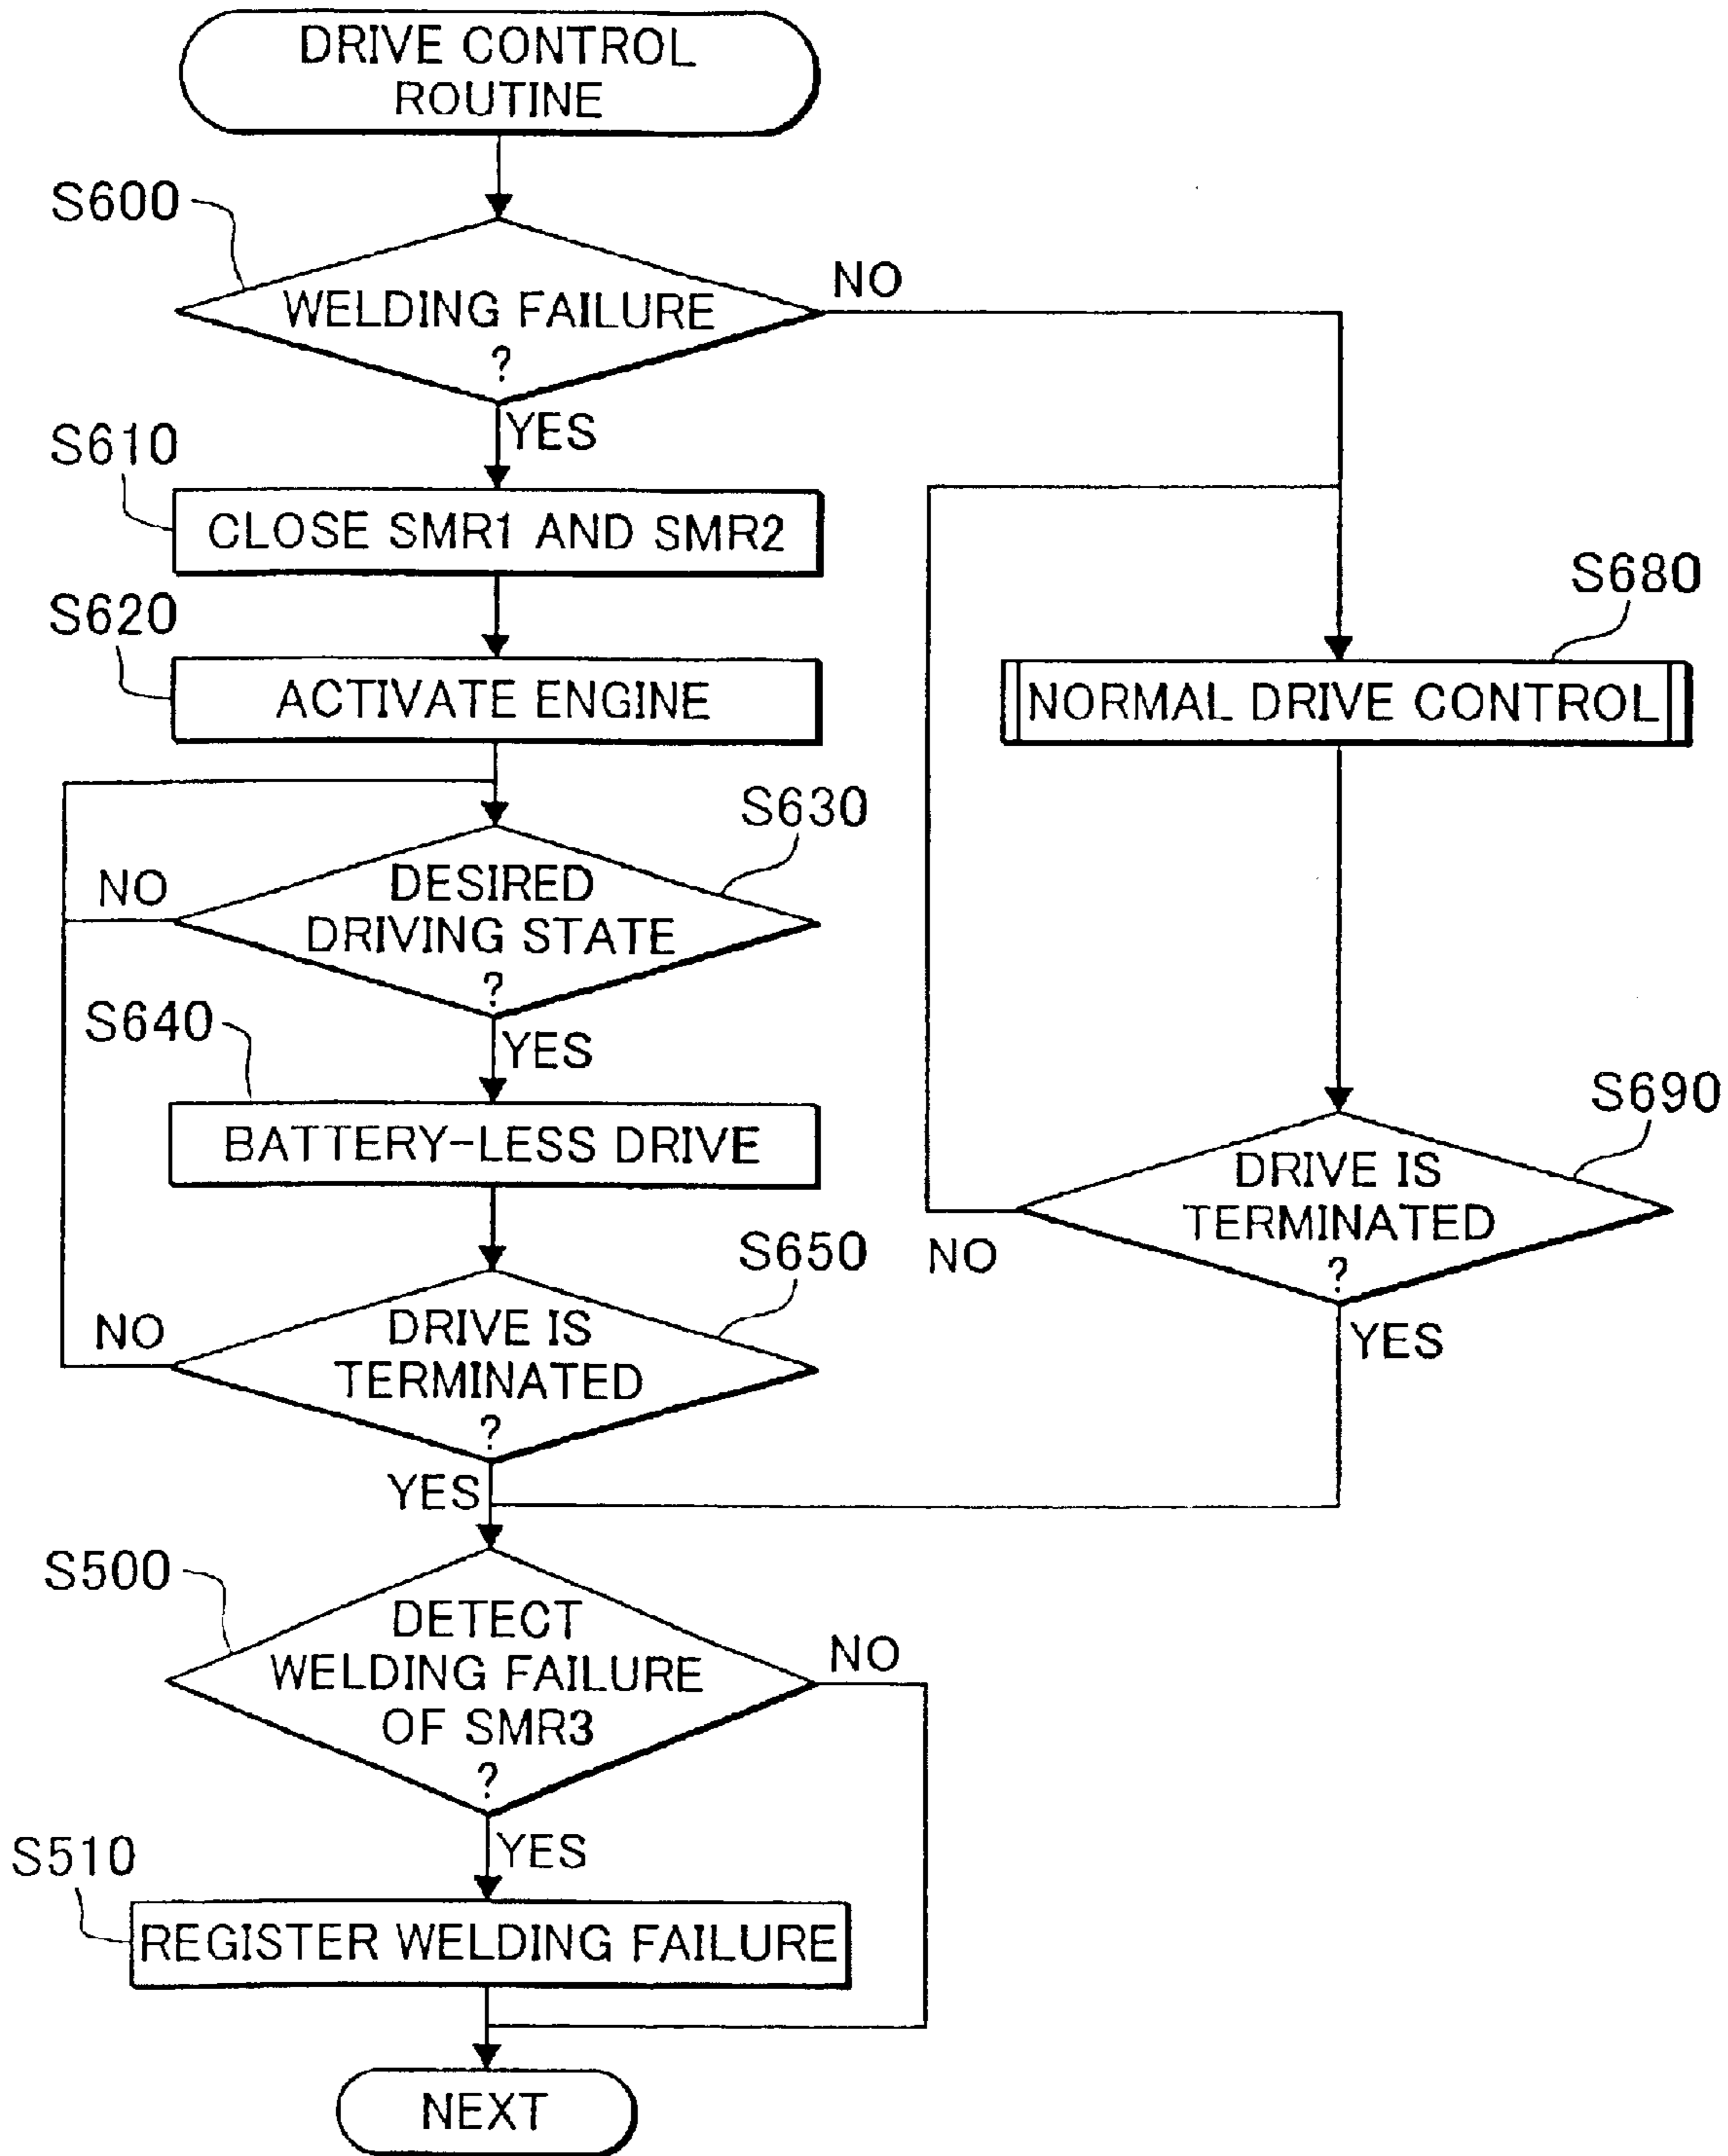 DRIVE CONTROL
ROUTINE
S600
WELDING FAILURE
?
NO
YES
S610
CLOSE SMR1 AND SMR2
S620
ACTIVATE ENGINE
S680
NORMAL DRIVE CONTROL
S630
DESIRED
DRIVING STATE
?
NO
YES
S640
BATTERY-LESS DRIVE
S690
DRIVE IS
TERMINATED
?
NO
YES
S650
DRIVE IS
TERMINATED
?
NO
YES
S500
DETECT
WELDING FAILURE
OF SMR3
?
NO
YES
S510
REGISTER WELDING FAILURE
NEXT